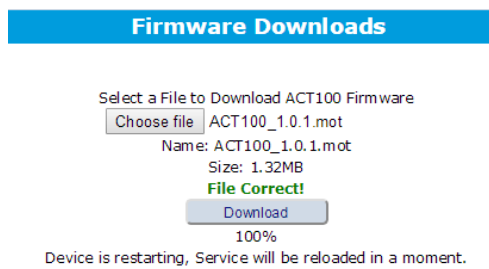 Firmware Downloads
Select a File to Download ACT100 Firmware
Choose file ACT100_1.0.1.mot
Name: ACT100_1.0.1.mot
Size: 1.32MB
File Correct!
Download
100%
Device is restarting, Service will be reloaded in a moment.